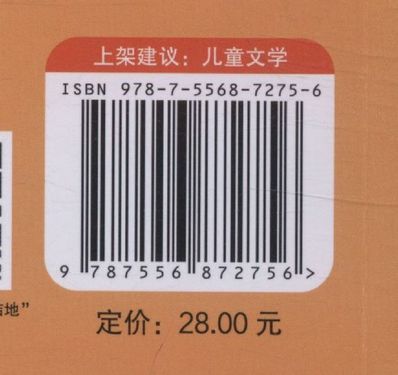 上架建议：儿童文学
ISBN 978-7-5568-7275-6
9 787556 872756 >
地”
定价：28.00 元